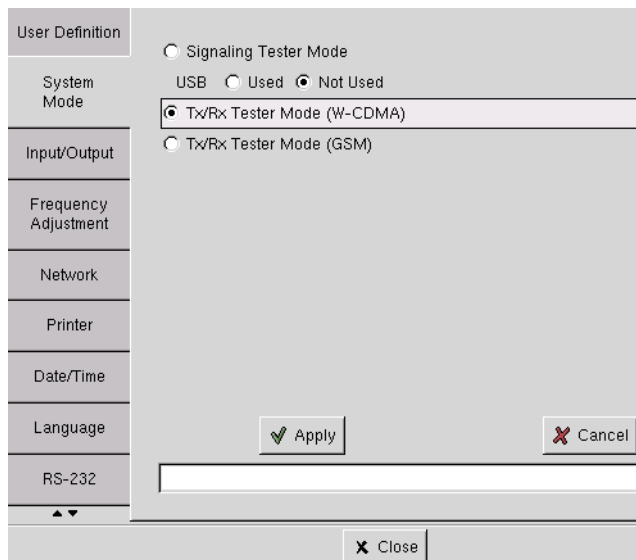 User Definition
System
Mode
Input/Output
Frequency
Adjustment
Network
Printer
Date/Time
Language
RS-232
Signaling Tester Mode
USB Used Not Used
Tx/Rx Tester Mode (W-CDMA)
Tx/Rx Tester Mode (GSM)
Apply
Cancel
Close